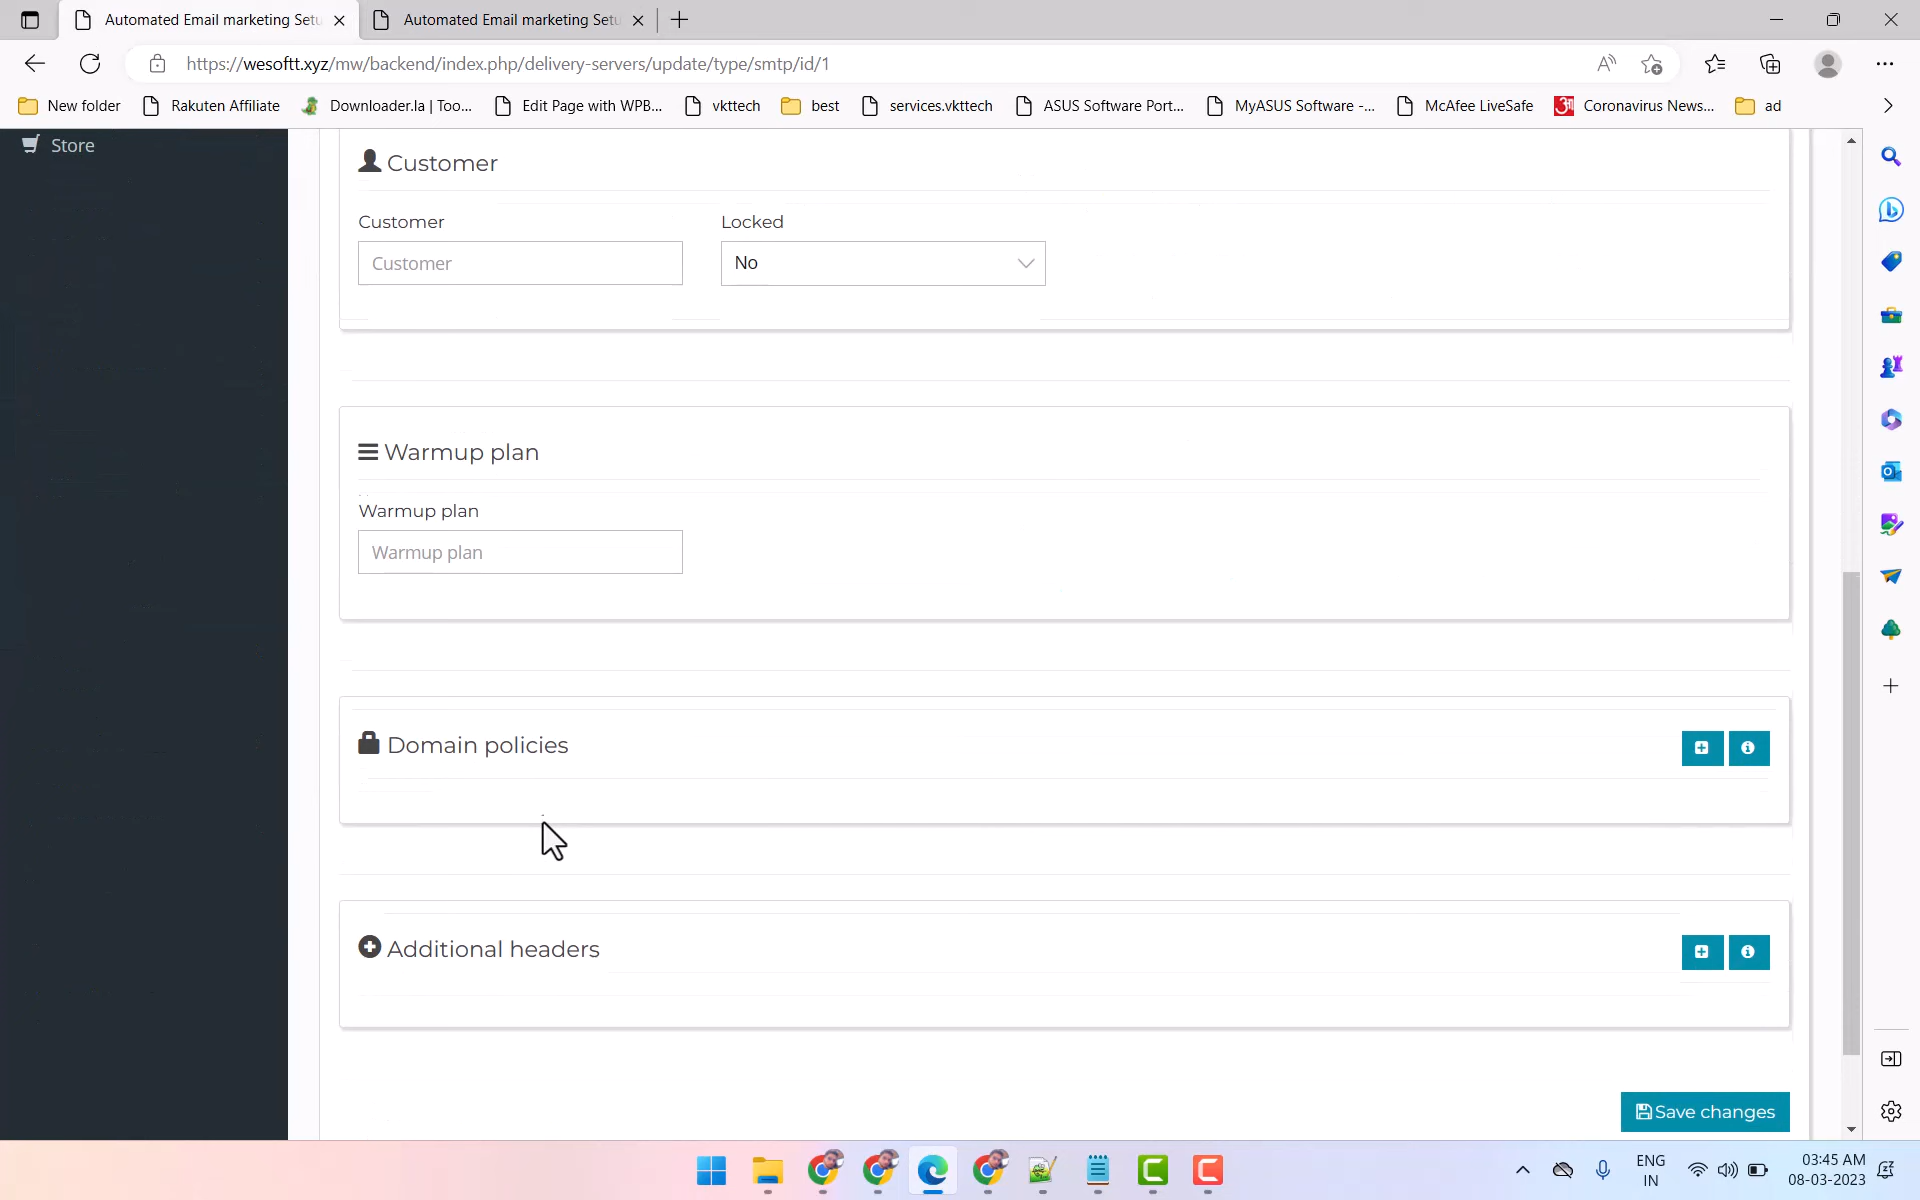 Automated Email marketing Setu
Automated Email marketing Setu
https://wesoftt.xyz/mw/backend/index.php/delivery-servers/update/type/smtp/id/1
New folder
Rakuten Affiliate
Downloader.la | Too...
Edit Page with WPB...
vkttech
best
services.vkttech
ASUS Software Port...
MyASUS Software -...
McAfee LiveSafe
Coronavirus News...
ad
Store
Customer
Customer
Locked
Customer
No
Warmup plan
Warmup plan
Warmup plan
Domain policies
Additional headers
Save changes
ENG
IN
03:45 AM
08-03-2023